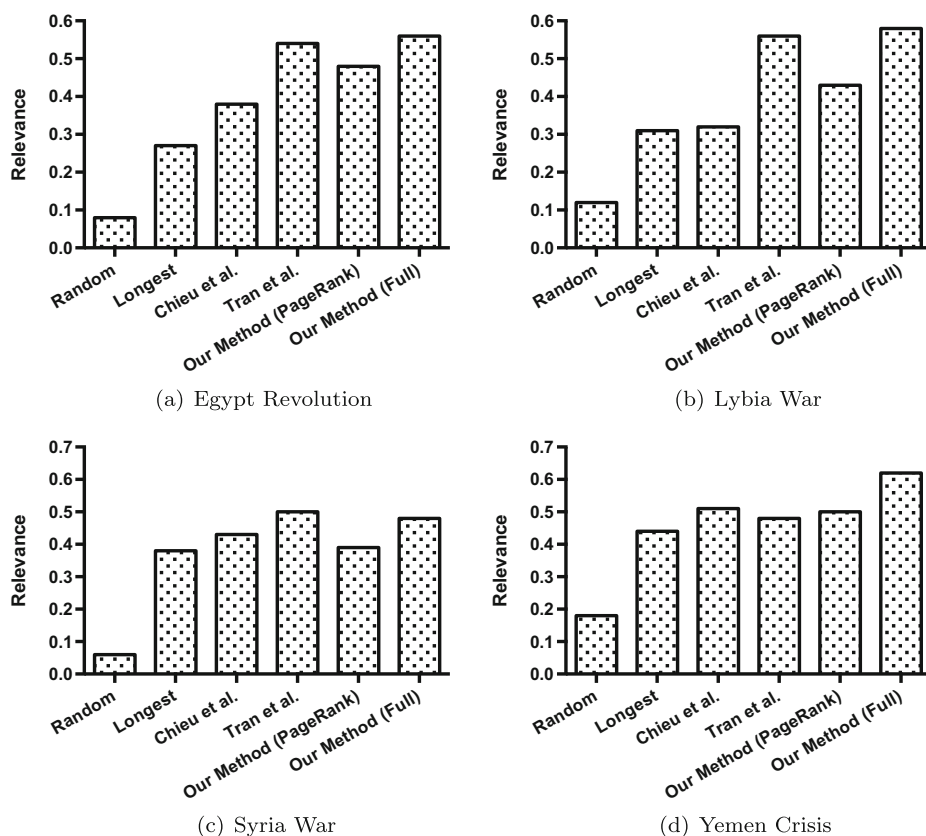 0.6
0.5
0.4
0.3
0.2
0.1
0.0
Relevance
Random
Longest
Chieu et al.
Tran et al.
Our Method (PageRank)
Our Method (Full)
(a) Egypt Revolution
0.6
0.5
0.4
0.3
0.2
0.1
0.0
Relevance
Random
Longest
Chieu et al.
Tran et al.
Our Method (PageRank)
Our Method (Full)
(b) Lybia War
0.7
0.6
0.5
0.4
0.3
0.2
0.1
0.0
Relevance
Random
Longest
Chieu et al.
Tran et al.
Our Method (PageRank)
Our Method (Full)
(c) Syria War
0.7
0.6
0.5
0.4
0.3
0.2
0.1
0.0
Relevance
Random
Longest
Chieu et al.
Tran et al.
Our Method (PageRank)
Our Method (Full)
(d) Yemen Crisis